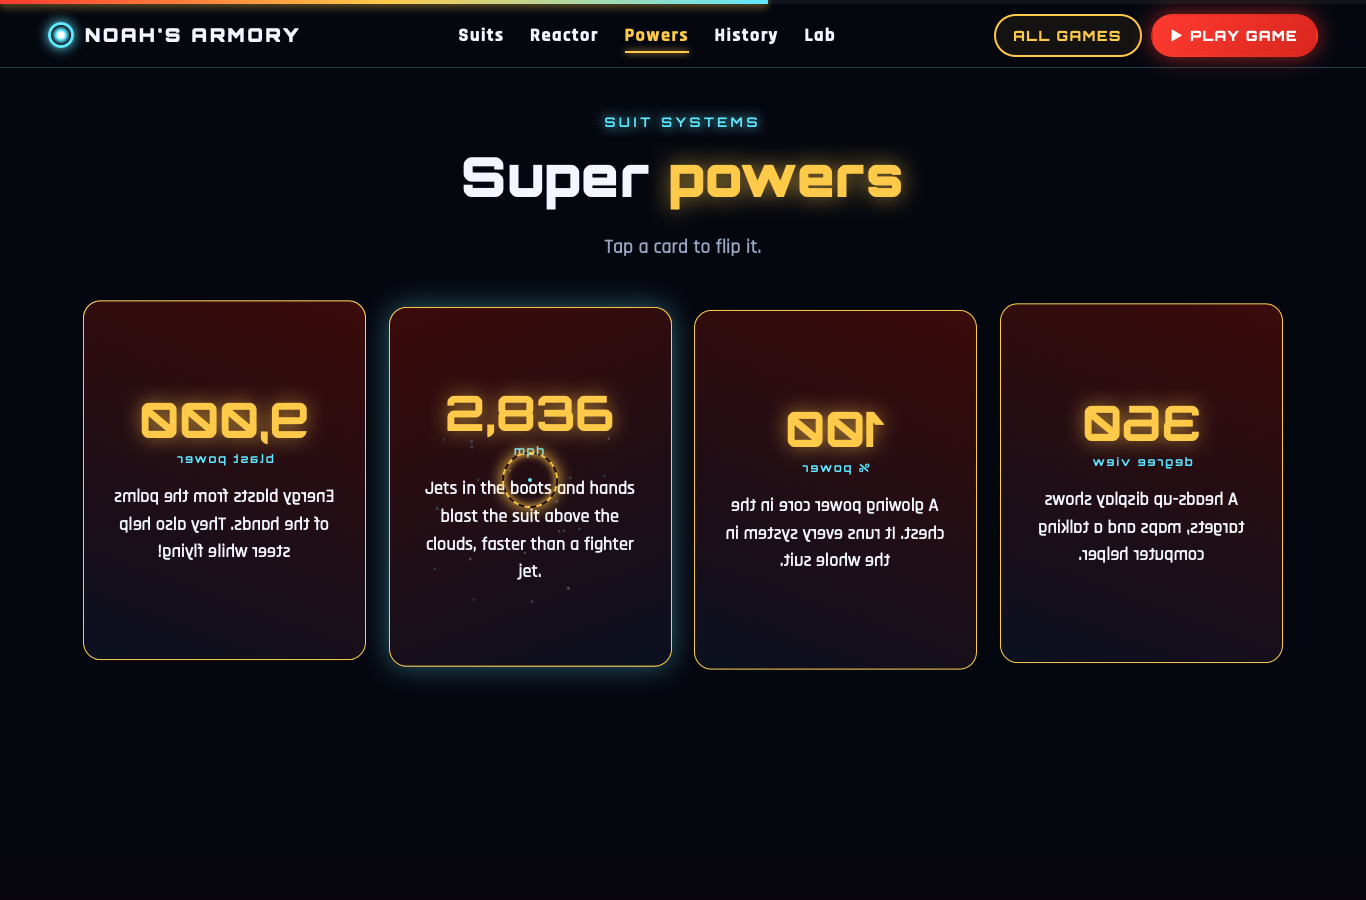 NOAH'S ARMORY
Suits
Reactor
Powers
History
Lab
ALL GAMES
▶ PLAY GAME
SUIT SYSTEMS
Super powers
Tap a card to flip it.
9,000
blast power
Energy blasts from the palms
of the hands. They also help
steer while flying!
2,836
mph
Jets in the boots and hands
blast the suit above the
clouds, faster than a fighter
jet.
100
% power
A glowing power core in the
chest. It runs every system in
the whole suit.
360
degree view
A heads-up display shows
targets, maps and a talking
computer helper.